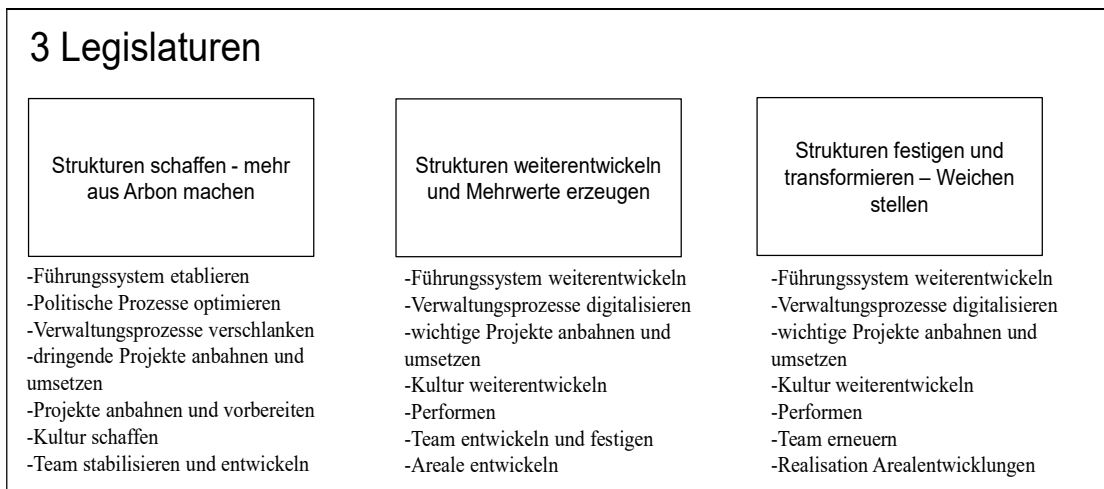 3 Legislaturen
Strukturen schaffen - mehr
aus Arbon machen
-Führungssystem etablieren
-Politische Prozesse optimieren
-Verwaltungsprozesse verschlanken
-dringende Projekte anbahnen und
umsetzen
-Projekte anbahnen und vorbereiten
-Kultur schaffen
-Team stabilisieren und entwickeln
Strukturen weiterentwickeln
und Mehrwerte erzeugen
-Führungssystem weiterentwickeln
-Verwaltungsprozesse digitalisieren
-wichtige Projekte anbahnen und
umsetzen
-Kultur weiterentwickeln
-Performen
-Team entwickeln und festigen
-Areale entwickeln
Strukturen festigen und
transformieren – Weichen
stellen
-Führungssystem weiterentwickeln
-Verwaltungsprozesse digitalisieren
-wichtige Projekte anbahnen und
umsetzen
-Kultur weiterentwickeln
-Performen
-Team erneuern
-Realisation Arealentwicklungen